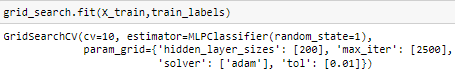 grid_search.fit(X_train,train_labels)
GridSearchCV(cv=10, estimator=MLPClassifier(random_state=1),
param_grid={'hidden_layer_sizes': [200], 'max_iter': [2500],
'solver': ['adam'], 'tol': [0.01]})